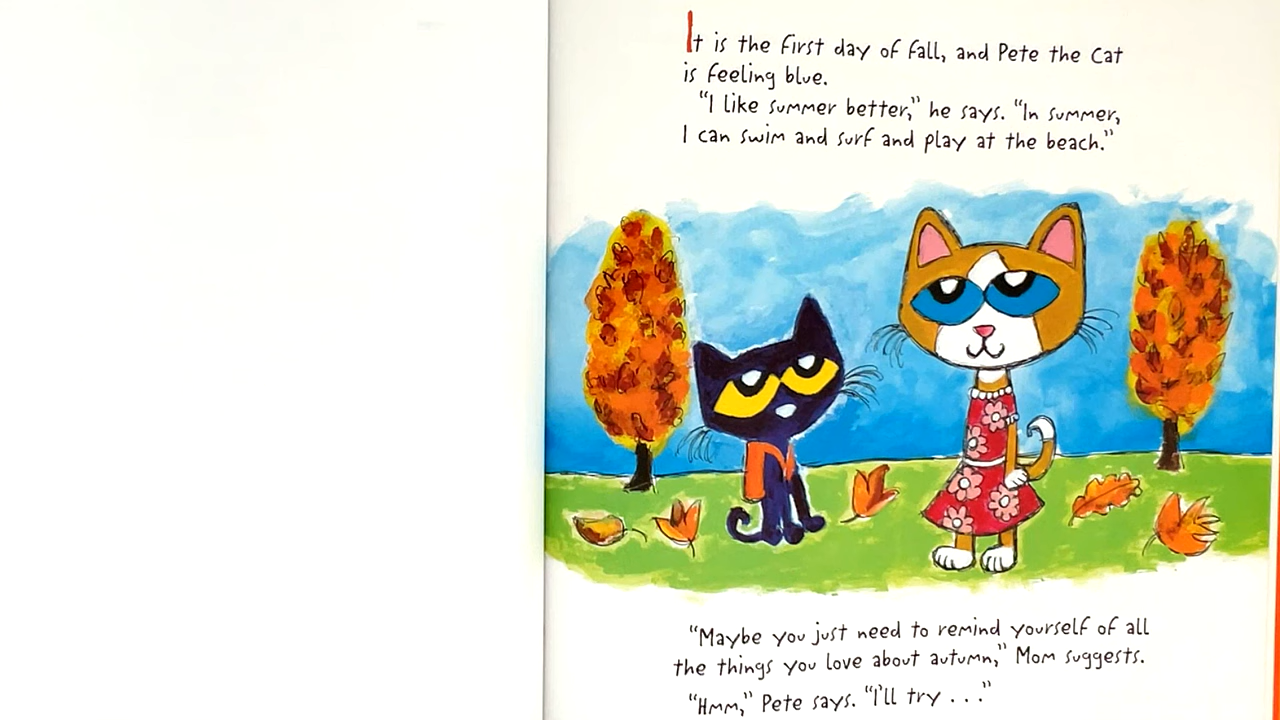 It is the first day of fall, and Pete the Cat
is feeling blue.
“I like summer better,” he says. “In summer,
I can swim and surf and play at the beach.”
“Maybe you just need to remind yourself of all
the things you love about autumn,” Mom suggests.
“Hmm,” Pete says. “I’ll try . . .”